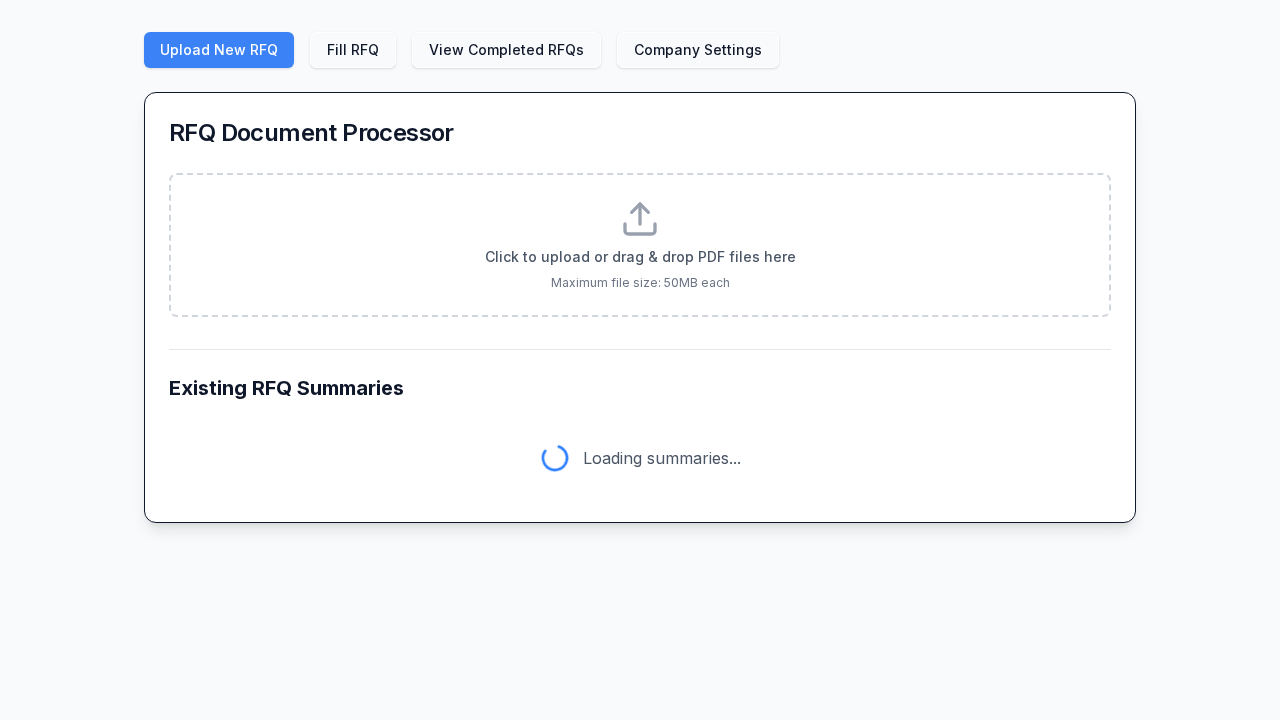 Upload New RFQ
Fill RFQ
View Completed RFQs
Company Settings
RFQ Document Processor
Click to upload or drag & drop PDF files here
Maximum file size: 50MB each
Existing RFQ Summaries
Loading summaries...